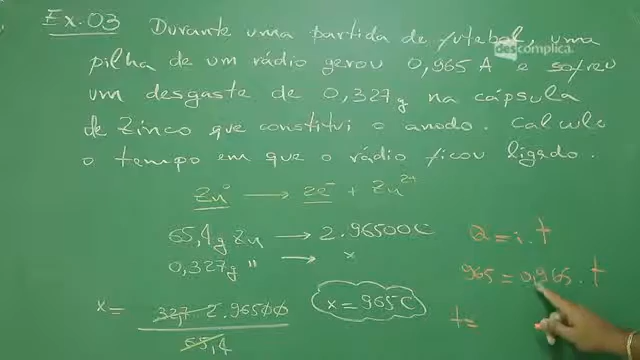 Ex.03 Durante uma partida de futebol, uma
descomplica.
pilha de um rádio gerou 0,965 A e sofreu
um desgaste de 0,327g na cápsula
de Zinco que constitui o anodo. Calcule
o tempo em que o rádio ficou ligado.
Zn° → 2e⁻ + Zn²⁺
65,4g Zn → 2.96500C
0,327g " → x
x = 327 2.96500
65,4
x = 965C
Q = i. t
965 = 0,965. t
t =